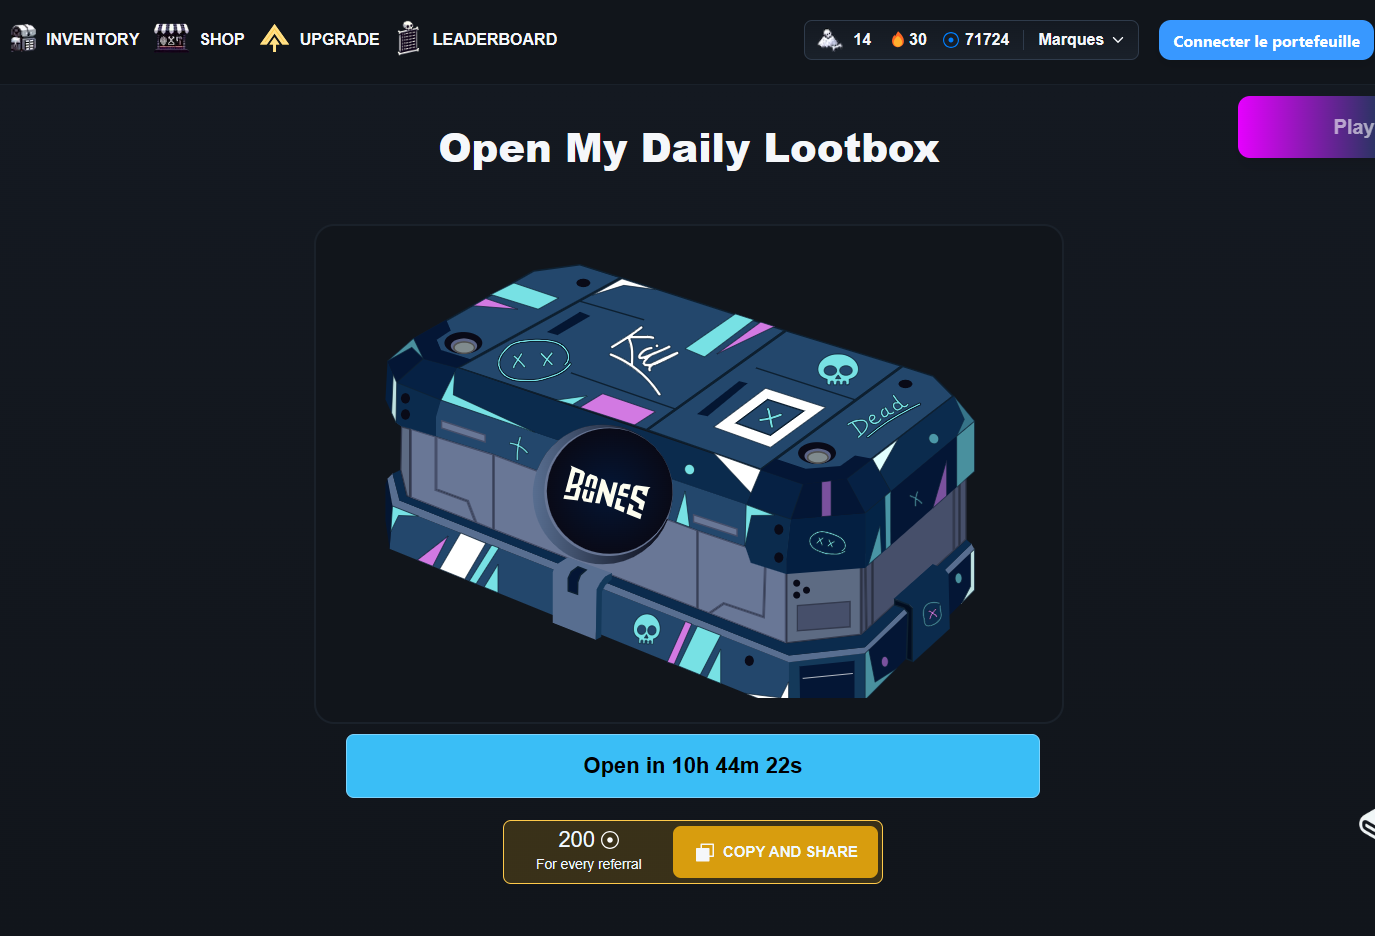 INVENTORY SHOP UPGRADE LEADERBOARD 14 30 71724 Marques Connecter le portefeuille
Play
Open My Daily Lootbox
Kill
Dead
BONES
Open in 10h 44m 22s
200
For every referral
COPY AND SHARE